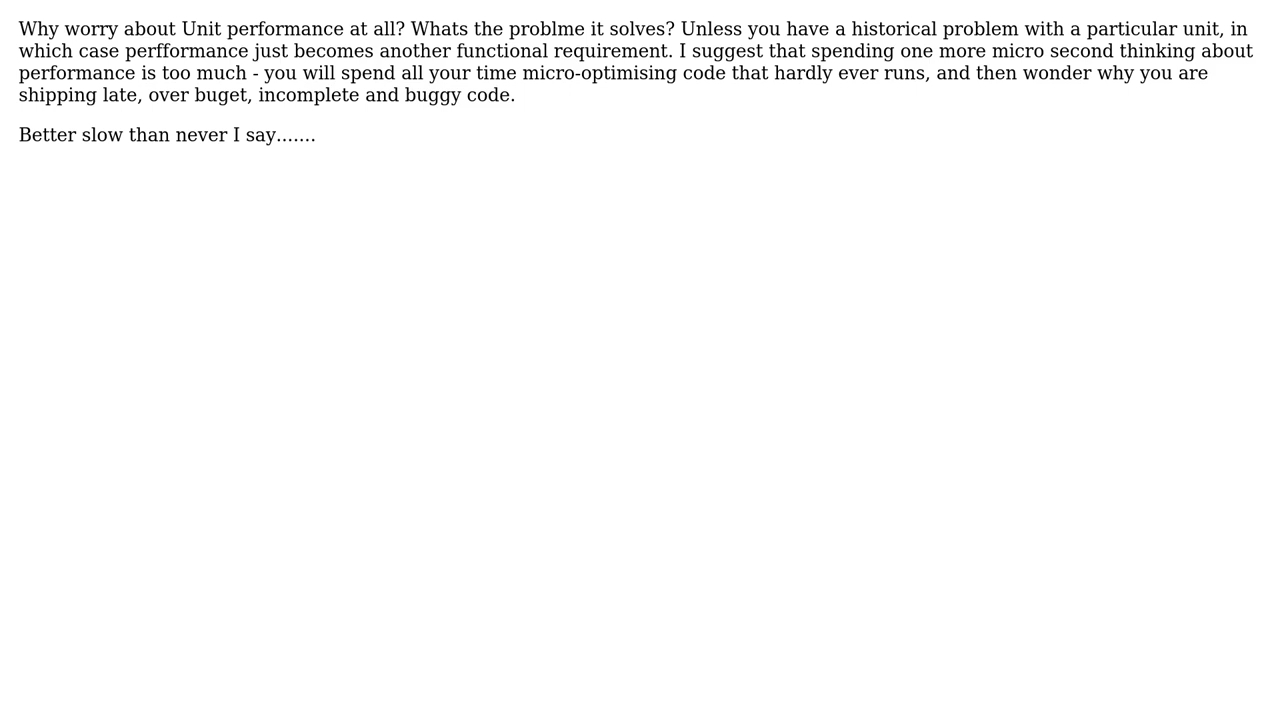 Why worry about Unit performance at all? Whats the problme it solves? Unless you have a historical problem with a particular unit, in
which case perfformance just becomes another functional requirement. I suggest that spending one more micro second thinking about
performance is too much - you will spend all your time micro-optimising code that hardly ever runs, and then wonder why you are
shipping late, over buget, incomplete and buggy code.
Better slow than never I say.......